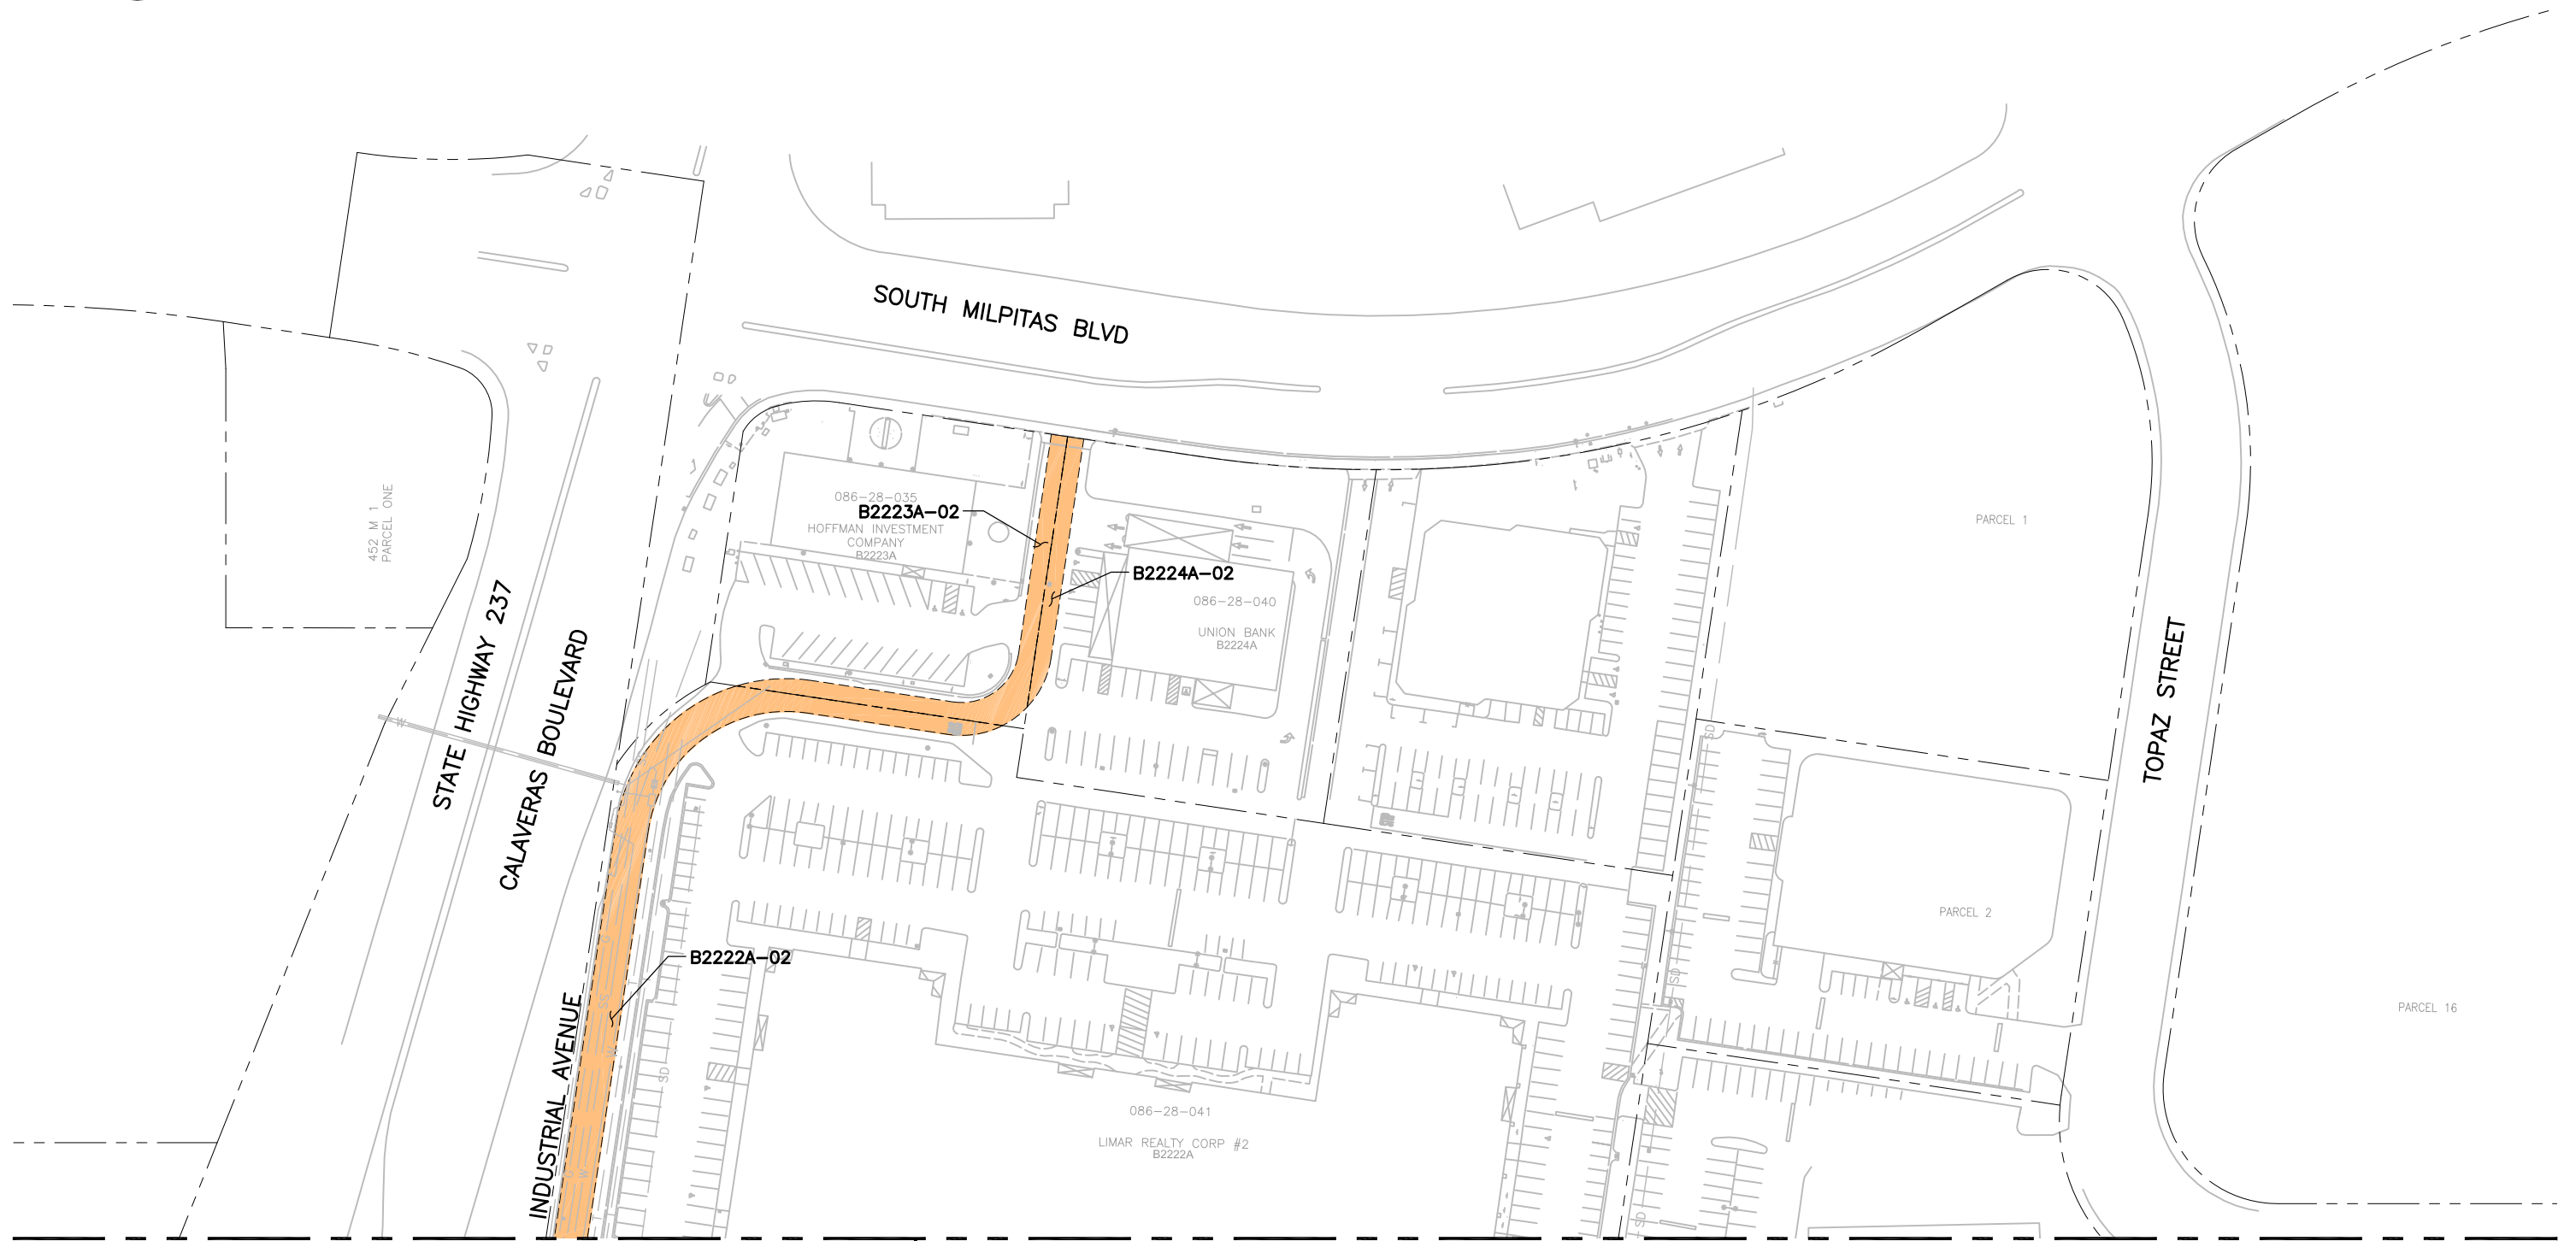 SOUTH MILPITAS BLVD
086-28-035
B2223A-02
HOFFMAN INVESTMENT
COMPANY
B2223A
452 M 1
PARCEL ONE
PARCEL 1
B2224A-02
086-28-040
UNION BANK
B2224A
STATE HIGHWAY 237
CALAVERAS BOULEVARD
TOPAZ STREET
W
SD
PARCEL 2
B2222A-02
G
SS
T
W
SD
SD
PARCEL 16
INDUSTRIAL AVENUE
086-28-041
LIMAR REALTY CORP #2
B2222A
G
W
SD